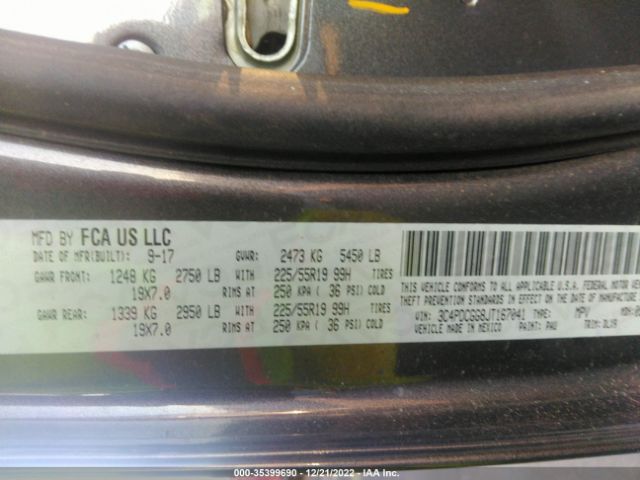 MFD BY FCA US LLC
DATE OF MFR(BUILT): 9-17 GVWR: 2473 KG 5450 LB
GAWR FRONT: 1248 KG 2750 LB WITH 225/55R19 99H TIRES
19X7.0 RIMS AT 250 KPA ( 36 PSI) COLD
GAWR REAR: 1339 KG 2950 LB WITH 225/55R19 99H TIRES
19X7.0 RIMS AT 250 KPA ( 36 PSI) COLD
THIS VEHICLE CONFORMS TO ALL APPLICABLE U.S.A. FEDERAL MOTOR
THEFT PREVENTION STANDARDS IN EFFECT ON THE DATE OF
VIN: 3C4PDCGG8JT167041 TYPE: MPV MDH:
VEHICLE MADE IN MEXICO PAINT: PAU TRIM: DLX9
000-35399690 - 12/21/2022 - IAA Inc.